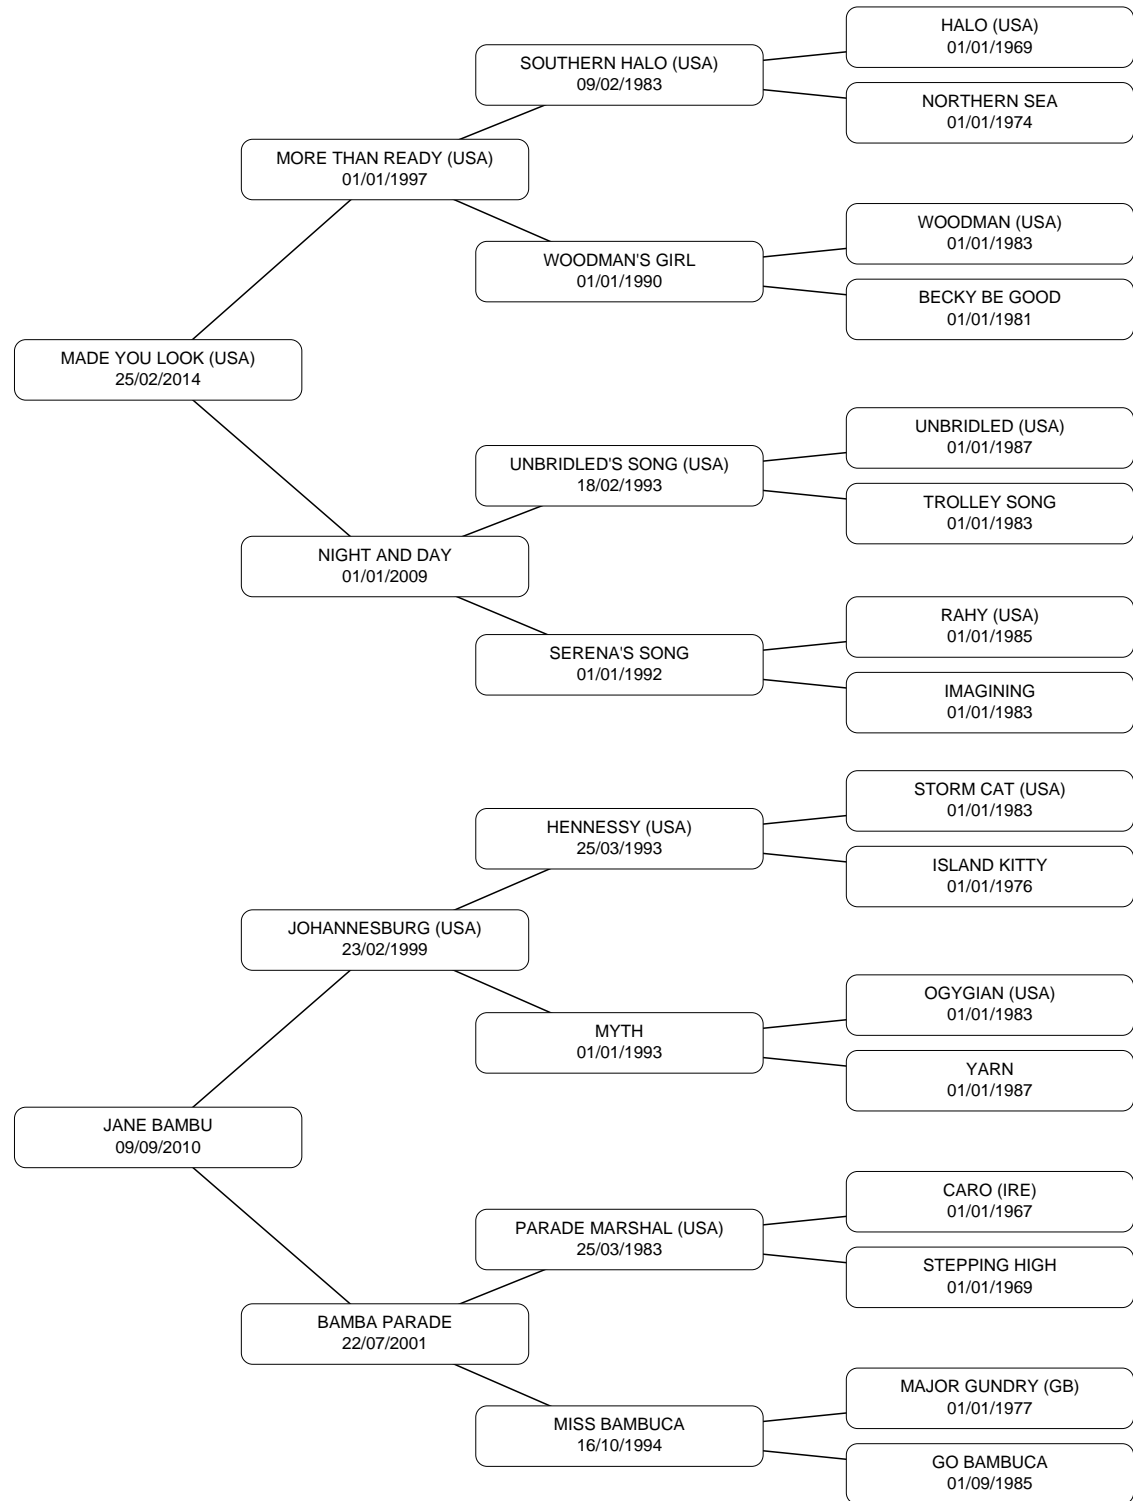 HALO (USA)
01/01/1969
SOUTHERN HALO (USA)
09/02/1983
NORTHERN SEA
01/01/1974
MORE THAN READY (USA)
01/01/1997
WOODMAN (USA)
01/01/1983
WOODMAN'S GIRL
01/01/1990
BECKY BE GOOD
01/01/1981
MADE YOU LOOK (USA)
25/02/2014
UNBRIDLED (USA)
01/01/1987
UNBRIDLED'S SONG (USA)
18/02/1993
TROLLEY SONG
01/01/1983
NIGHT AND DAY
01/01/2009
RAHY (USA)
01/01/1985
SERENA'S SONG
01/01/1992
IMAGINING
01/01/1983
STORM CAT (USA)
01/01/1983
HENNESSY (USA)
25/03/1993
ISLAND KITTY
01/01/1976
JOHANNESBURG (USA)
23/02/1999
OGYGIAN (USA)
01/01/1983
MYTH
01/01/1993
YARN
01/01/1987
JANE BAMBU
09/09/2010
CARO (IRE)
01/01/1967
PARADE MARSHAL (USA)
25/03/1983
STEPPING HIGH
01/01/1969
BAMBA PARADE
22/07/2001
MAJOR GUNDRY (GB)
01/01/1977
MISS BAMBUCA
16/10/1994
GO BAMBUCA
01/09/1985